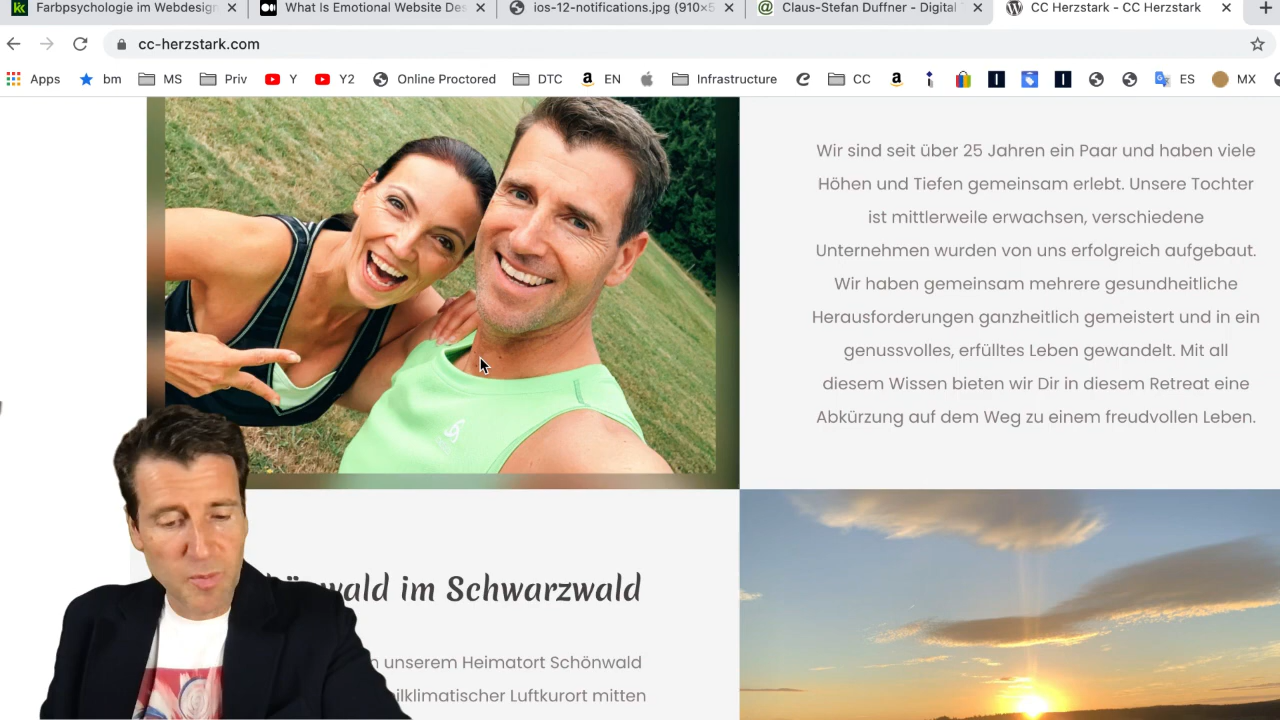 Farbpsychologie im Webdesign
What Is Emotional Website Des
ios-12-notifications.jpg (910×5
Claus-Stefan Duffner - Digital
CC Herzstark - CC Herzstark
cc-herzstark.com
Apps
bm
MS
Priv
Y
Y2
Online Proctored
DTC
EN
Infrastructure
CC
ES
MX
Wir sind seit über 25 Jahren ein Paar und haben viele
Höhen und Tiefen gemeinsam erlebt. Unsere Tochter
ist mittlerweile erwachsen, verschiedene
Unternehmen wurden von uns erfolgreich aufgebaut.
Wir haben gemeinsam mehrere gesundheitliche
Herausforderungen ganzheitlich gemeistert und in ein
genussvolles, erfülltes Leben gewandelt. Mit all
diesem Wissen bieten wir Dir in diesem Retreat eine
Abkürzung auf dem Weg zu einem freudvollen Leben.
önwald im Schwarzwald
n unserem Heimatort Schönwald
ilklimatischer Luftkurort mitten